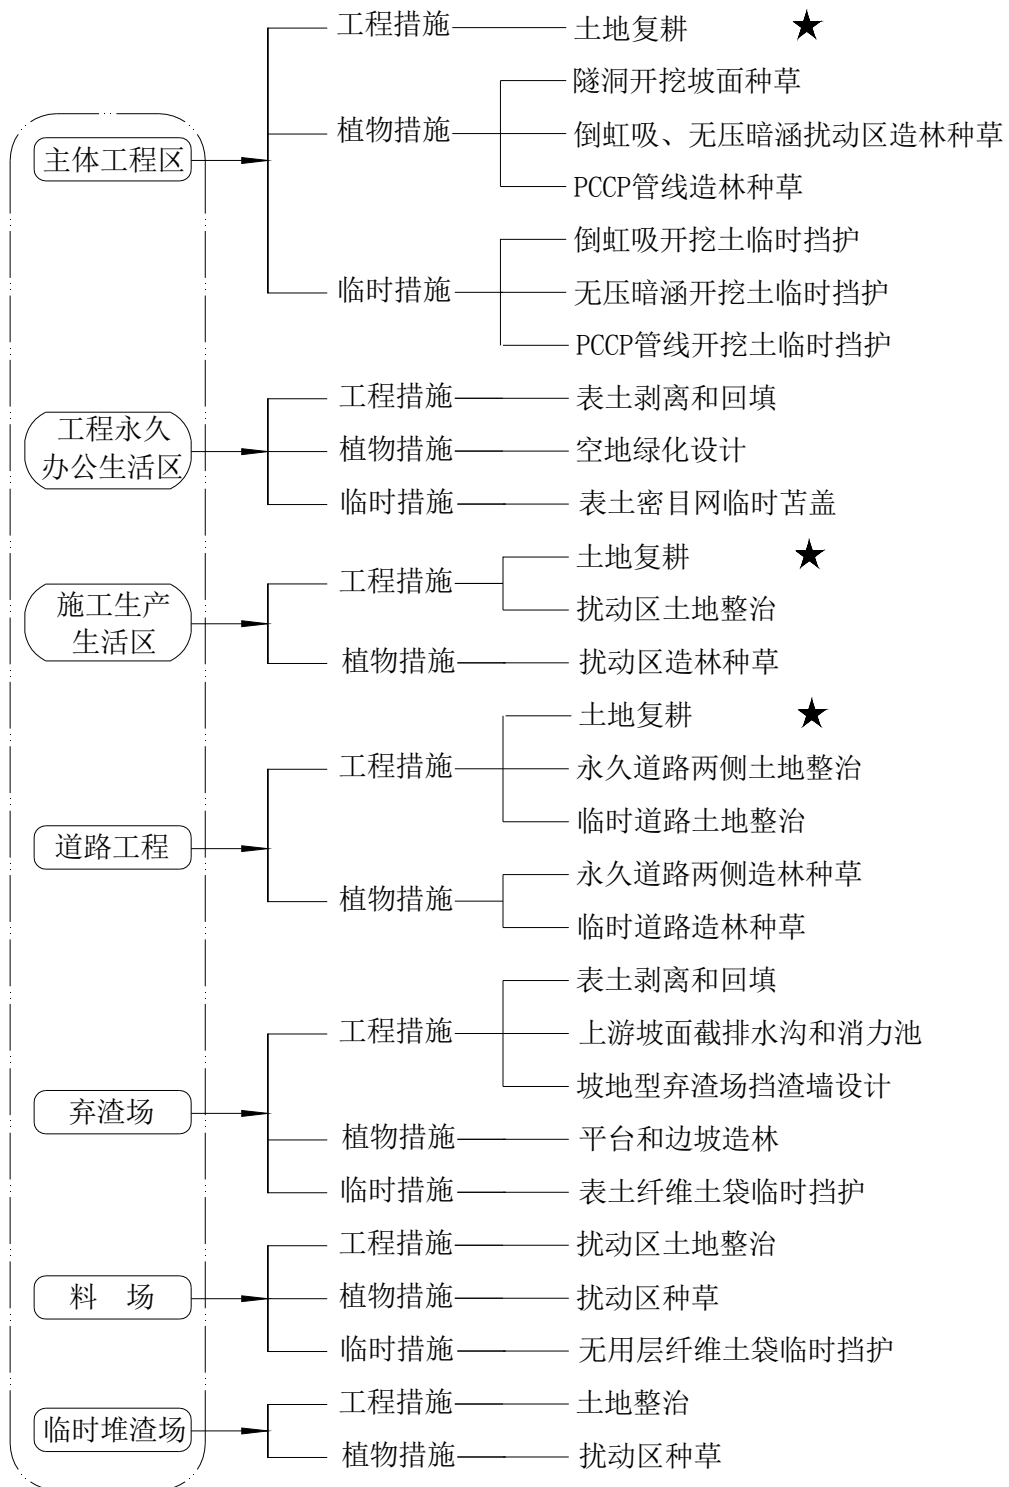 工程措施
土地复耕
隧洞开挖坡面种草
植物措施
倒虹吸、无压暗涵扰动区造林种草
主体工程区
PCCP管线造林种草
倒虹吸开挖土临时挡护
临时措施
无压暗涵开挖土临时挡护
PCCP管线开挖土临时挡护
工程措施
表土剥离和回填
工程永久
办公生活区
植物措施
空地绿化设计
临时措施
表土密目网临时苫盖
土地复耕
工程措施
施工生产
生活区
扰动区土地整治
植物措施
扰动区造林种草
土地复耕
工程措施
永久道路两侧土地整治
临时道路土地整治
道路工程
永久道路两侧造林种草
植物措施
临时道路造林种草
表土剥离和回填
工程措施
上游坡面截排水沟和消力池
坡地型弃渣场挡渣墙设计
弃渣场
植物措施
平台和边坡造林
临时措施
表土纤维土袋临时挡护
工程措施
扰动区土地整治
料 场
植物措施
扰动区种草
临时措施
无用层纤维土袋临时挡护
工程措施
土地整治
临时堆渣场
植物措施
扰动区种草